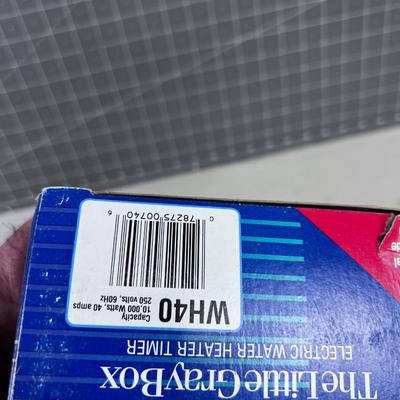 The Little Gray Box
ELECTRIC WATER HEATER TIMER
WH40
Capacity
10,000 Watts, 40 amps
250 volts, 60Hz
0 78275 00740 6